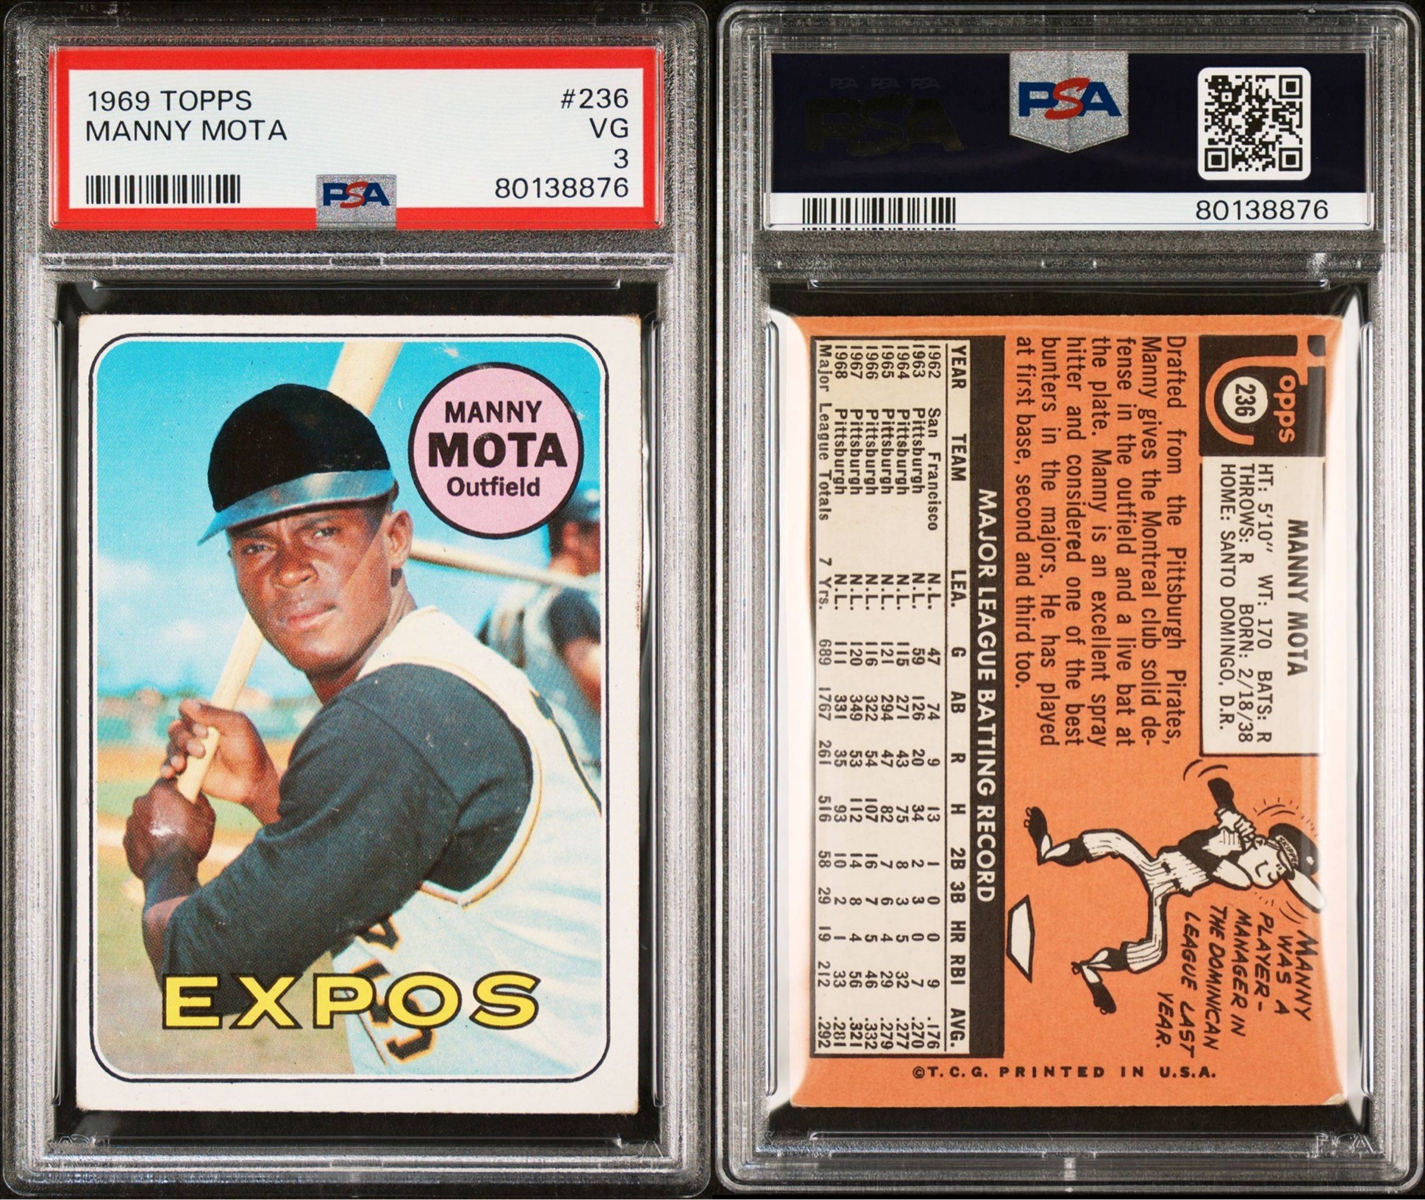 1969 TOPPS #236
MANNY MOTA VG
3
PSA 80138876
MANNY
MOTA
Outfield
EXPOS
PSA PSA PSA
PSA
PSA
80138876
Topps
236
MANNY MOTA
HT: 5'10" WT: 170 BATS: R
THROWS: R BORN: 2/18/38
HOME: SANTO DOMINGO, D.R.
Drafted from the Pittsburgh Pirates,
Manny gives the Montreal club solid de-
fense in the outfield and a live bat at
the plate. Manny is an excellent spray
hitter and considered one of the best
bunters in the majors. He has played
at first base, second and third too.
MANNY
WAS A
PLAYER-
MANAGER IN
THE DOMINICAN
LEAGUE LAST
YEAR.
MAJOR LEAGUE BATTING RECORD
YEAR TEAM LEA. G AB R H 2B 3B HR RBI AVG.
1962 San Francisco N.L. 47 74 9 13 1 0 0 9 .176
1963 Pittsburgh N.L. 59 126 20 34 2 3 0 7 .270
1964 Pittsburgh N.L. 115 271 43 75 8 3 5 32 .277
1965 Pittsburgh N.L. 121 294 47 82 7 6 4 29 .279
1966 Pittsburgh N.L. 116 322 54 107 16 7 5 46 .332
1967 Pittsburgh N.L. 120 349 53 112 14 8 4 56 .321
1968 Pittsburgh N.L. 111 331 35 93 10 2 1 33 .281
Major League Totals 7 Yrs. 689 1767 261 516 58 29 19 212 .292
©T.C.G. PRINTED IN U.S.A.
PSA